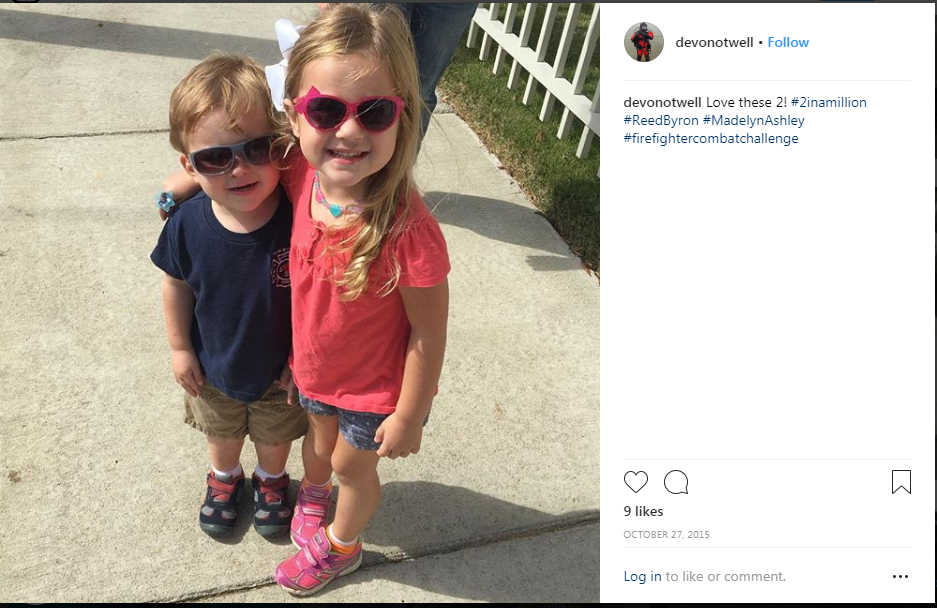 devonotwell • Follow
devonotwell Love these 2! #2inamillion
#ReedByron #MadelynAshley
#firefightercombatchallenge
9 likes
OCTOBER 27, 2015
Log in to like or comment.